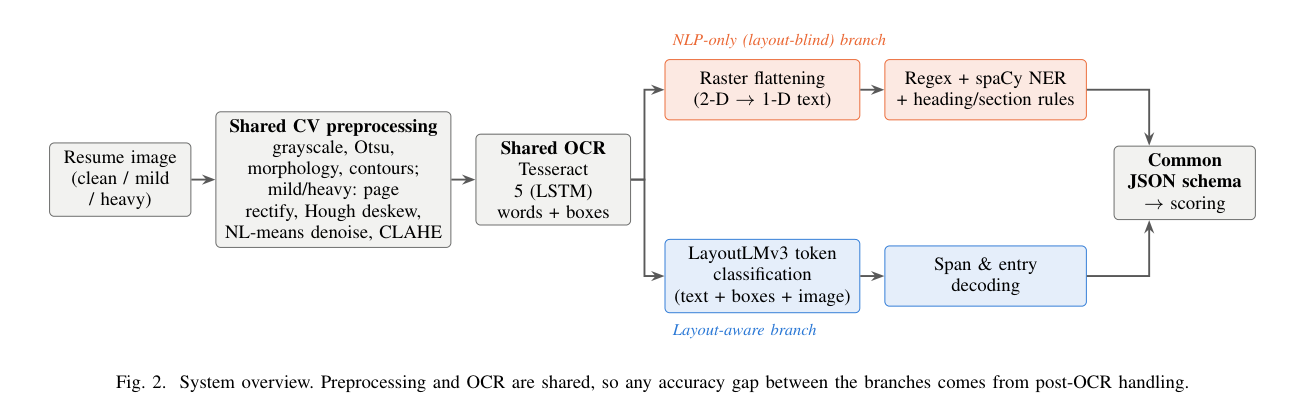 NLP-only (layout-blind) branch
Raster flattening
(2-D → 1-D text)
Regex + spaCy NER
+ heading/section rules
Resume image
(clean / mild
/ heavy)
Shared CV preprocessing
grayscale, Otsu,
morphology, contours;
mild/heavy: page
rectify, Hough deskew,
NL-means denoise, CLAHE
Shared OCR
Tesseract
5 (LSTM)
words + boxes
Common
JSON schema
→ scoring
LayoutLMv3 token
classification
(text + boxes + image)
Span & entry
decoding
Layout-aware branch
Fig. 2. System overview. Preprocessing and OCR are shared, so any accuracy gap between the branches comes from post-OCR handling.